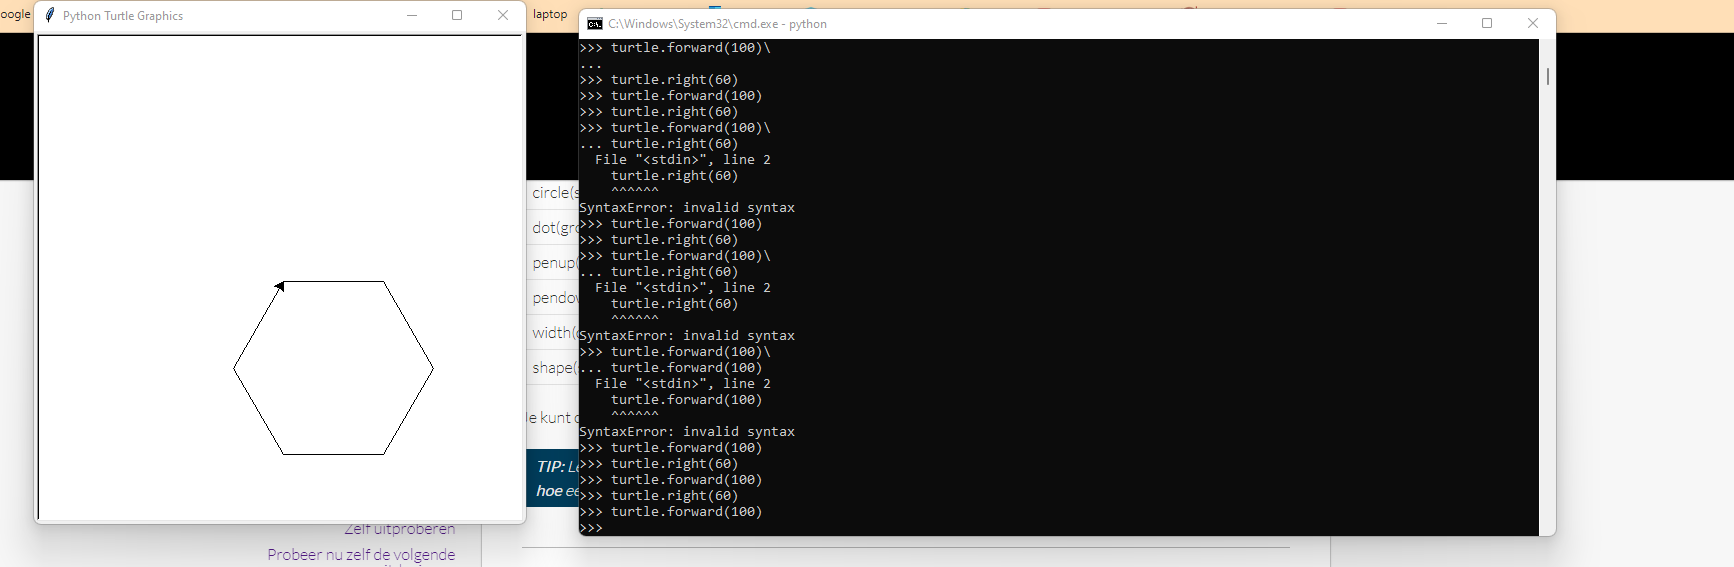 oogle
Python Turtle Graphics
laptop
C:\Windows\System32\cmd.exe - python
>>> turtle.forward(100)\
...
>>> turtle.right(60)
>>> turtle.forward(100)
>>> turtle.right(60)
>>> turtle.forward(100)\
... turtle.right(60)
  File "<stdin>", line 2
    turtle.right(60)
    ^^^^^^
SyntaxError: invalid syntax
>>> turtle.forward(100)
>>> turtle.right(60)
>>> turtle.forward(100)\
... turtle.right(60)
  File "<stdin>", line 2
    turtle.right(60)
    ^^^^^^
SyntaxError: invalid syntax
>>> turtle.forward(100)\
... turtle.forward(100)
  File "<stdin>", line 2
    turtle.forward(100)
    ^^^^^^
SyntaxError: invalid syntax
>>> turtle.forward(100)
>>> turtle.right(60)
>>> turtle.forward(100)
>>> turtle.right(60)
>>> turtle.forward(100)
>>>
circle(s
dot(gro
penup(
pendov
width(
shape(
Je kunt
TIP: Le
hoe ee
Zelf uitproberen
Probeer nu zelf de volgende